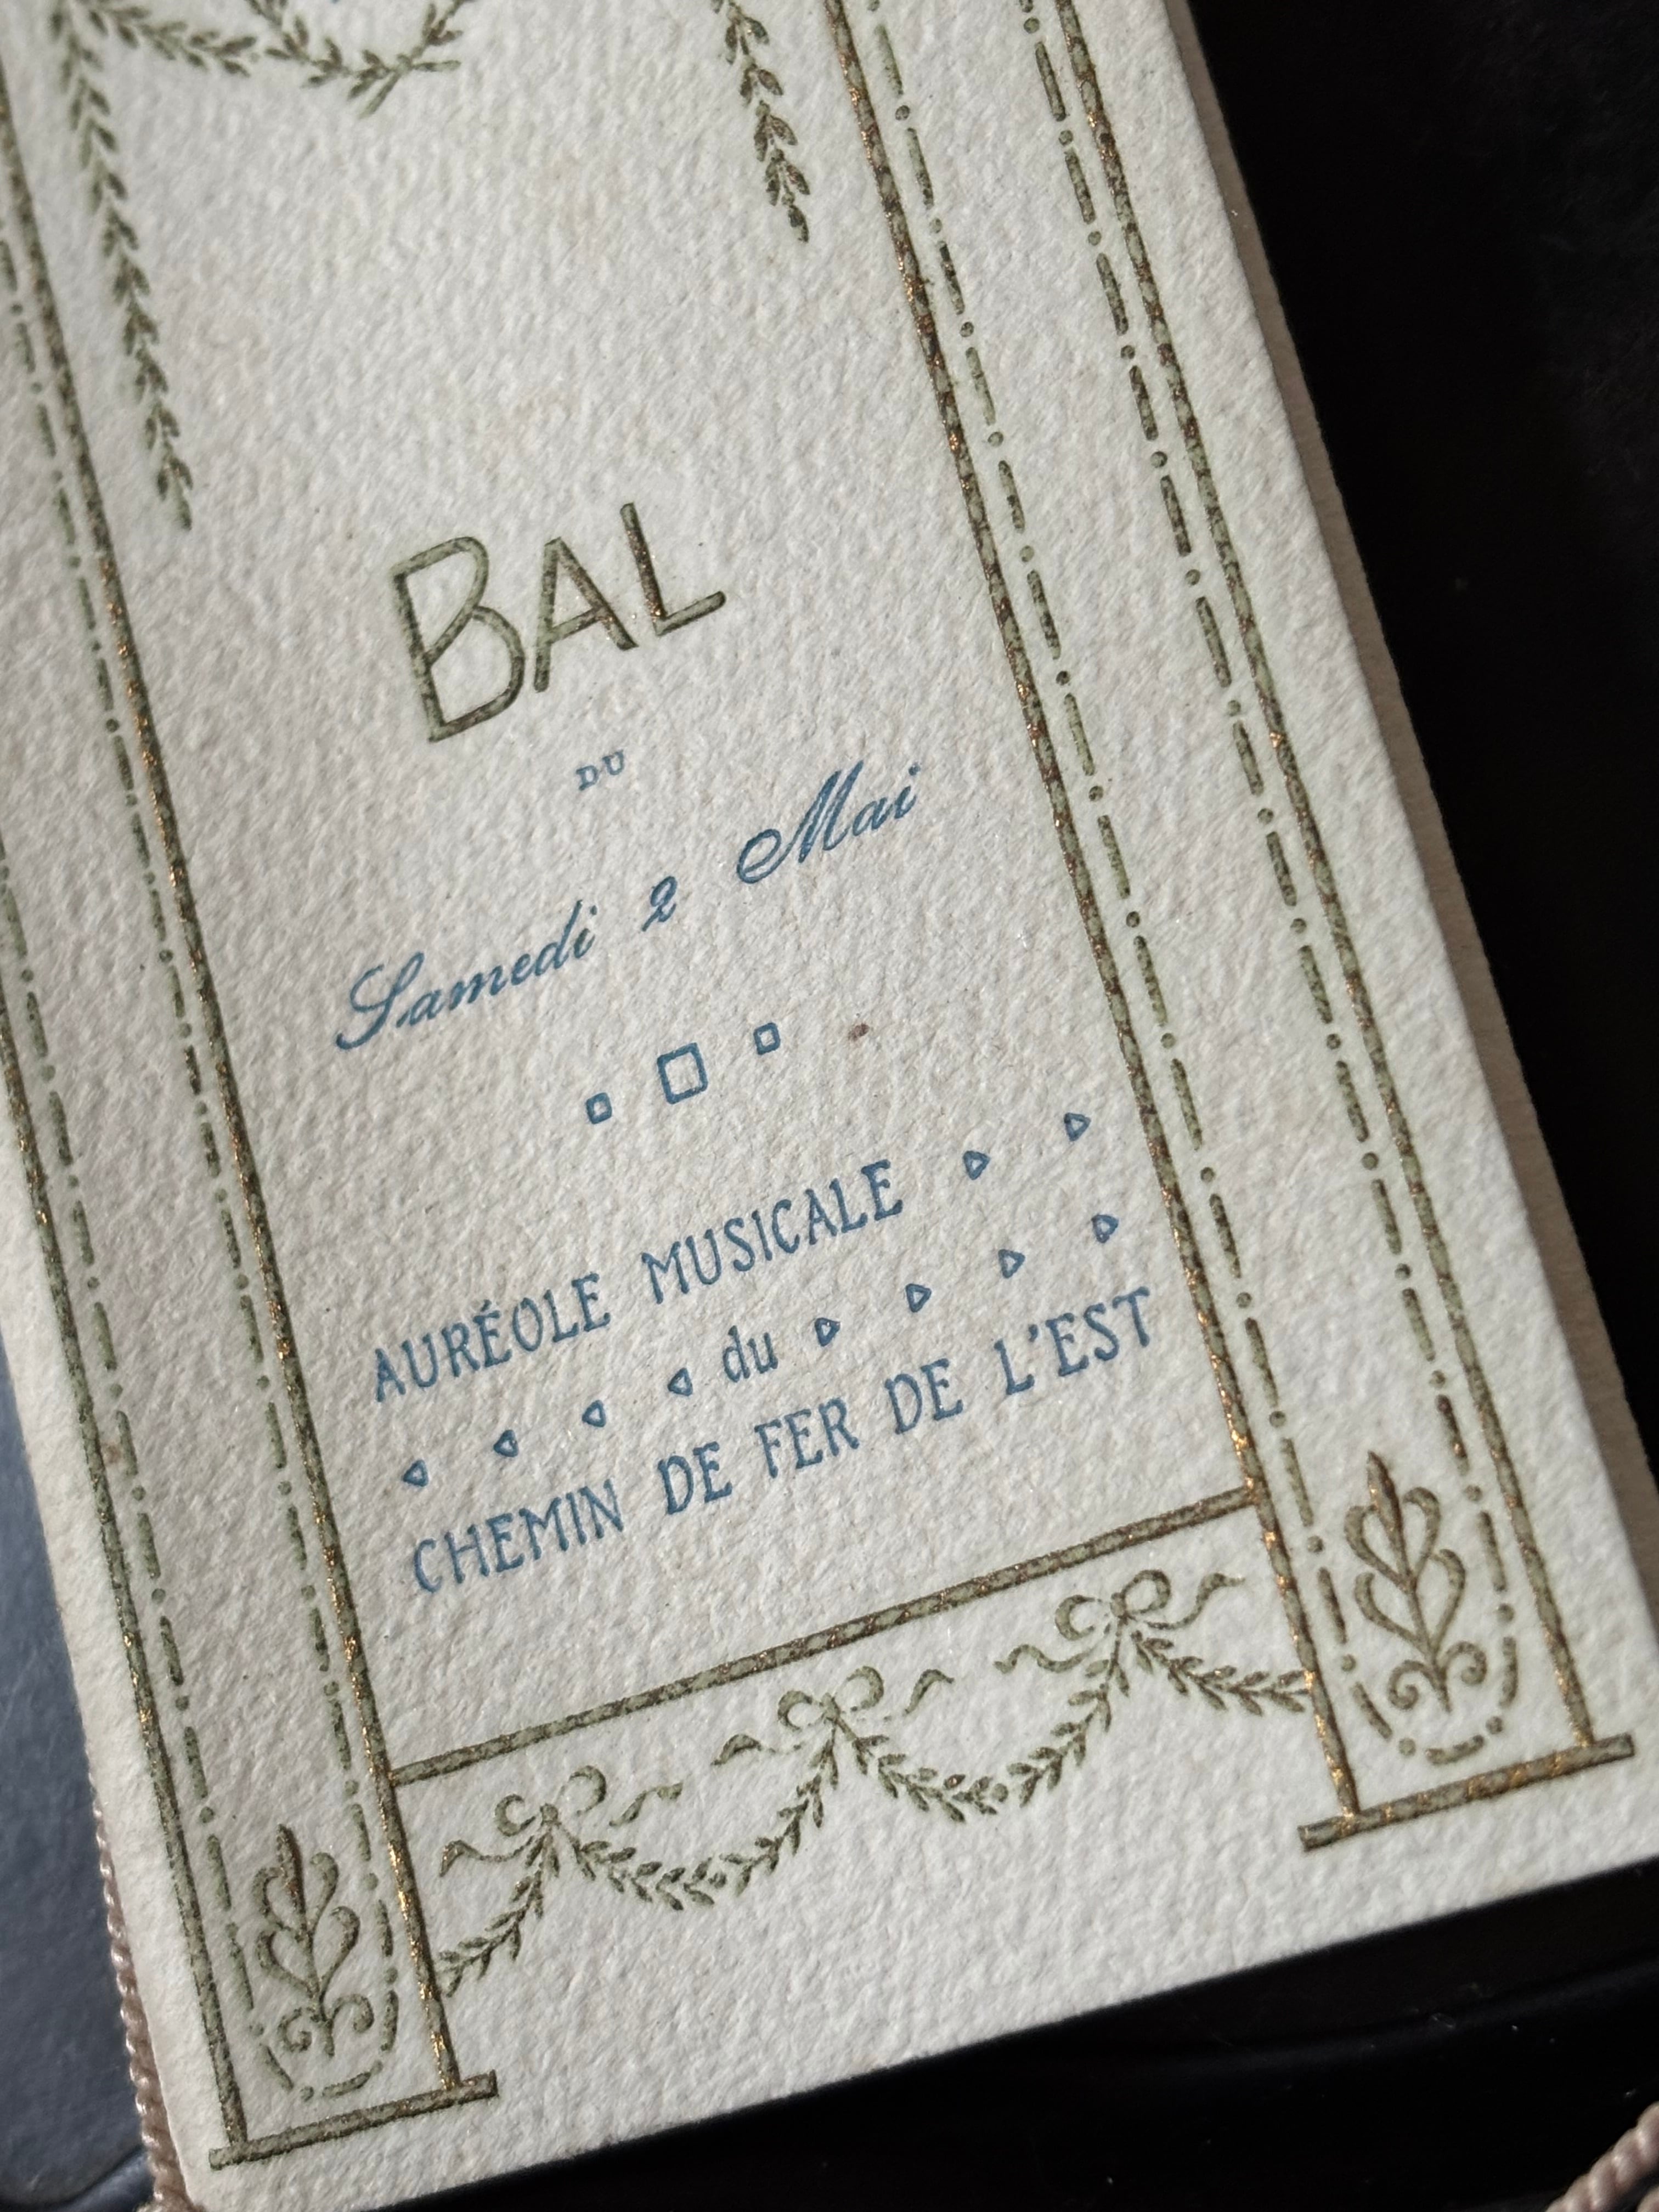 BAL
DU
Samedi 2 Mai
AURÉOLE MUSICALE
du
CHEMIN DE FER DE L'EST